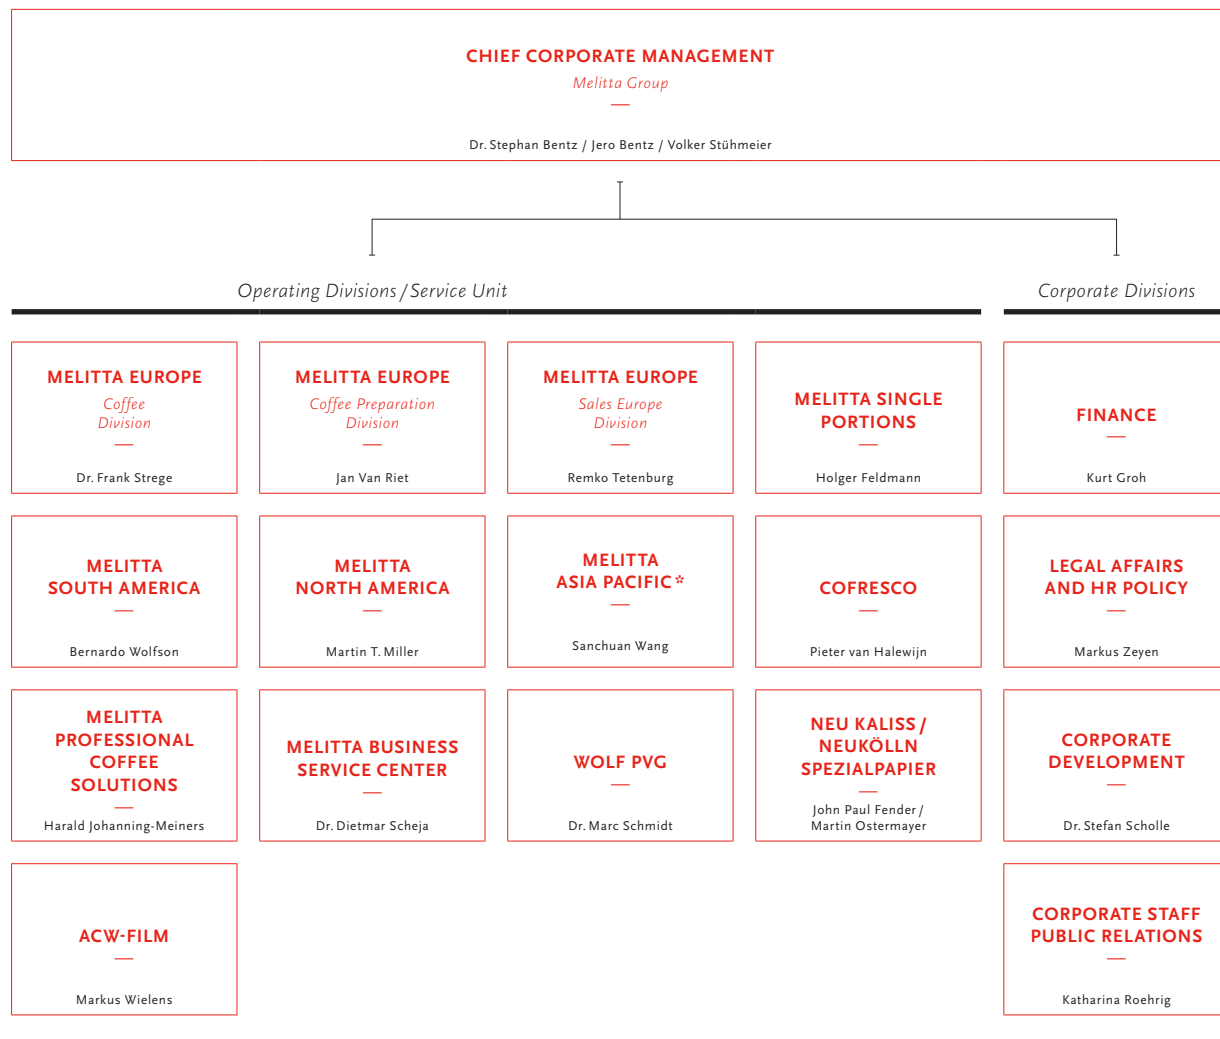 CHIEF CORPORATE MANAGEMENT
Melitta Group
Dr. Stephan Bentz / Jero Bentz / Volker Stühmeier
Operating Divisions / Service Unit
Corporate Divisions
MELITTA EUROPE
Coffee
Division
Dr. Frank Strege
MELITTA EUROPE
Coffee Preparation
Division
Jan Van Riet
MELITTA EUROPE
Sales Europe
Division
Remko Tetenburg
MELITTA SINGLE
PORTIONS
Holger Feldmann
FINANCE
Kurt Groh
MELITTA
SOUTH AMERICA
Bernardo Wolfson
MELITTA
NORTH AMERICA
Martin T. Miller
MELITTA
ASIA PACIFIC*
Sanchuan Wang
COFRESCO
Pieter van Halewijn
LEGAL AFFAIRS
AND HR POLICY
Markus Zeyen
MELITTA
PROFESSIONAL
COFFEE
SOLUTIONS
Harald Johanning-Meiners
MELITTA BUSINESS
SERVICE CENTER
Dr. Dietmar Scheja
WOLF PVG
Dr. Marc Schmidt
NEU KALISS /
NEUKÖLLN
SPEZIALPAPIER
John Paul Fender /
Martin Ostermayer
CORPORATE
DEVELOPMENT
Dr. Stefan Scholle
ACW-FILM
Markus Wielens
CORPORATE STAFF
PUBLIC RELATIONS
Katharina Roehrig